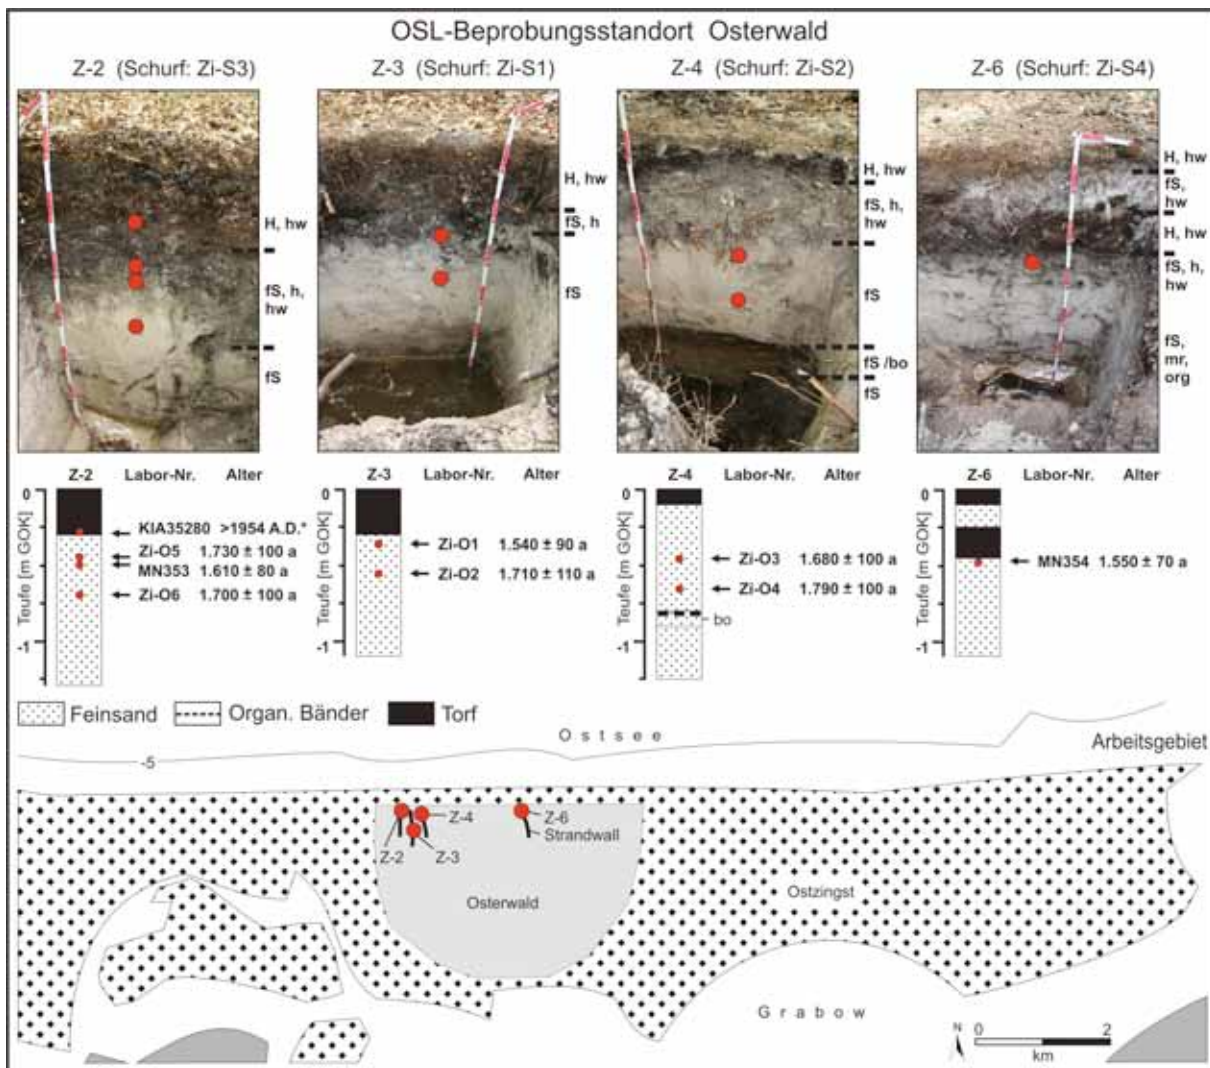 OSL-Beprobungsstandort Osterwald
Z-2 (Schurf: Zi-S3)
Z-3 (Schurf: Zi-S1)
Z-4 (Schurf: Zi-S2)
Z-6 (Schurf: Zi-S4)
H, hw
fS, h,
hw
fS
H, hw
fS, h
fS
H, hw
fS, h,
hw
fS
fS /bo
fS
H, hw
fS,
hw
H, hw
fS, h,
hw
fS,
mr,
org
Z-2 Labor-Nr. Alter
0
-1
Teufe [m GOK]
KIA35280 >1954 A.D.*
Zi-O5 1.730 ± 100 a
MN353 1.610 ± 80 a
Zi-O6 1.700 ± 100 a
Z-3 Labor-Nr. Alter
0
-1
Teufe [m GOK]
Zi-O1 1.540 ± 90 a
Zi-O2 1.710 ± 110 a
Z-4 Labor-Nr. Alter
0
-1
Teufe [m GOK]
Zi-O3 1.680 ± 100 a
Zi-O4 1.790 ± 100 a
bo
Z-6 Labor-Nr. Alter
0
-1
Teufe [m GOK]
MN354 1.550 ± 70 a
Feinsand
Organ. Bänder
Torf
Ostsee
Arbeitsgebiet
-5
Z-4
Z-6
Strandwall
Z-2
Z-3
Osterwald
Ostzingst
Grabow
N
0 2
km